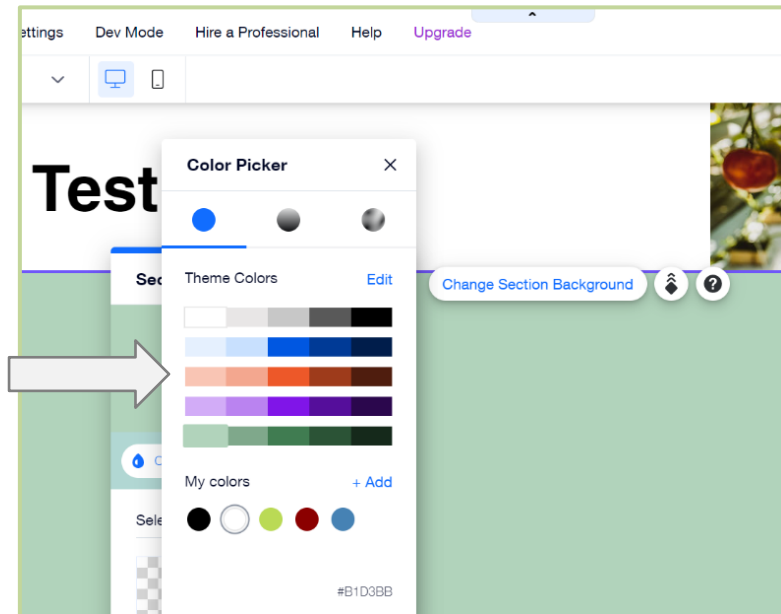 Dev Mode Hire a Professional Help Upgrade
Test
Color Picker
Theme Colors Edit
Change Section Background
?
My colors + Add
#B1D3BB